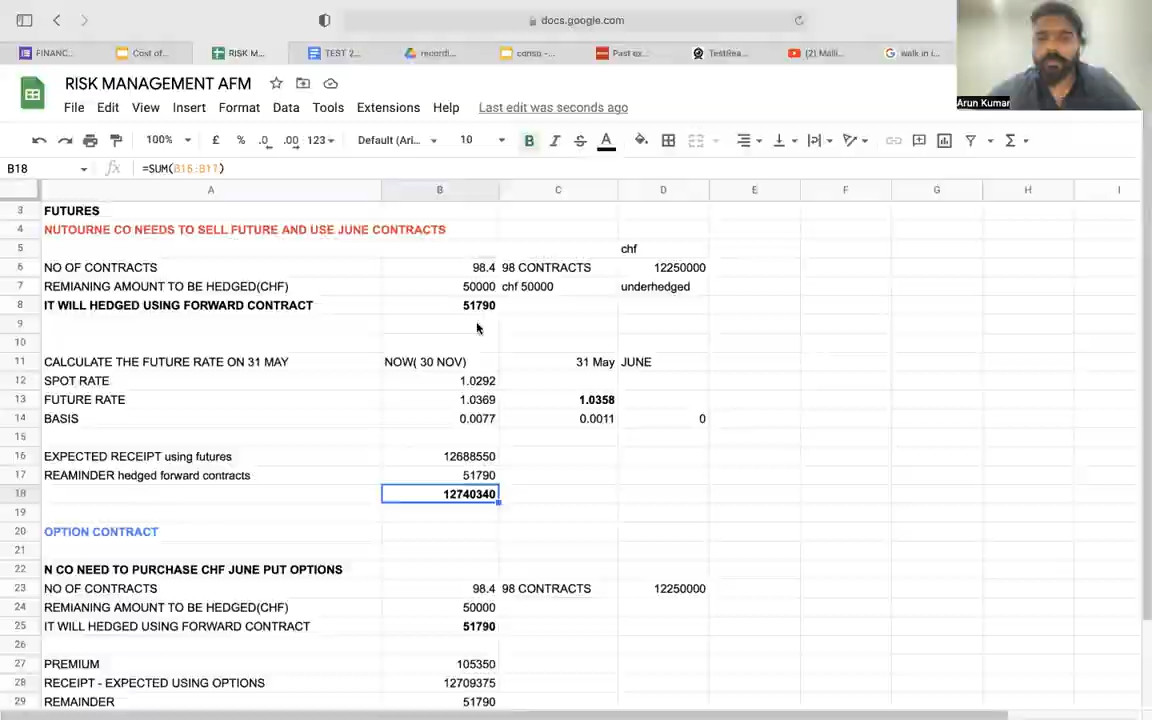 docs.google.com
FINANC...
Cost of...
RISK M...
TEST 2...
recordi...
conso -...
Past ex...
TestRea...
(2) Malli...
walk in i...
Arun Kumar
RISK MANAGEMENT AFM
File Edit View Insert Format Data Tools Extensions Help Last edit was seconds ago
100% £ % .0 .00 123 Default (Ari... 10 B I S A
B18 fx =SUM(B16:B17)
A B C D E F G H I
3 FUTURES
4 NUTOURNE CO NEEDS TO SELL FUTURE AND USE JUNE CONTRACTS
5 chf
6 NO OF CONTRACTS 98.4 98 CONTRACTS 12250000
7 REMIANING AMOUNT TO BE HEDGED(CHF) 50000 chf 50000 underhedged
8 IT WILL HEDGED USING FORWARD CONTRACT 51790
9
10
11 CALCULATE THE FUTURE RATE ON 31 MAY NOW( 30 NOV) 31 May JUNE
12 SPOT RATE 1.0292
13 FUTURE RATE 1.0369 1.0358
14 BASIS 0.0077 0.0011 0
15
16 EXPECTED RECEIPT using futures 12688550
17 REAMINDER hedged forward contracts 51790
18 12740340
19
20 OPTION CONTRACT
21
22 N CO NEED TO PURCHASE CHF JUNE PUT OPTIONS
23 NO OF CONTRACTS 98.4 98 CONTRACTS 12250000
24 REMIANING AMOUNT TO BE HEDGED(CHF) 50000
25 IT WILL HEDGED USING FORWARD CONTRACT 51790
26
27 PREMIUM 105350
28 RECEIPT - EXPECTED USING OPTIONS 12709375
29 REMAINDER 51790